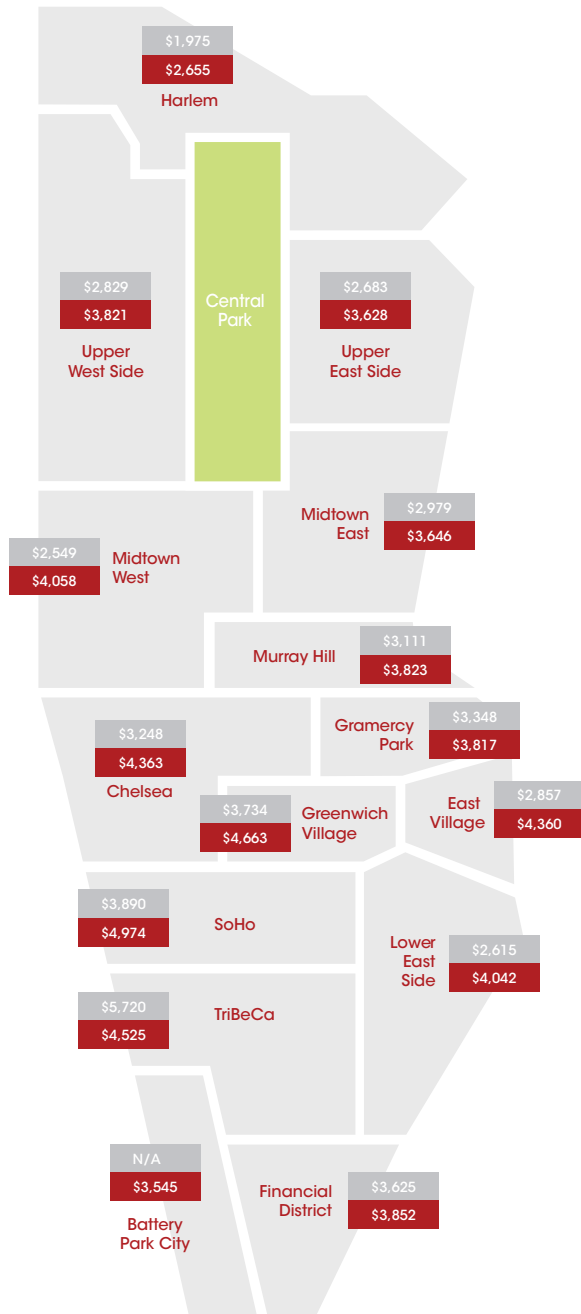 $1,975
$2,655
Harlem
Central
Park
$2,829
$3,821
Upper
West Side
$2,683
$3,628
Upper
East Side
Midtown
East
$2,979
$3,646
$2,549
$4,058
Midtown
West
Murray Hill
$3,111
$3,823
Gramercy
Park
$3,348
$3,817
$3,248
$4,363
Chelsea
$3,734
$4,663
Greenwich
Village
East
Village
$2,857
$4,360
$3,890
$4,974
SoHo
Lower
East
Side
$2,615
$4,042
$5,720
$4,525
TriBeCa
N/A
$3,545
Battery
Park City
Financial
District
$3,625
$3,852